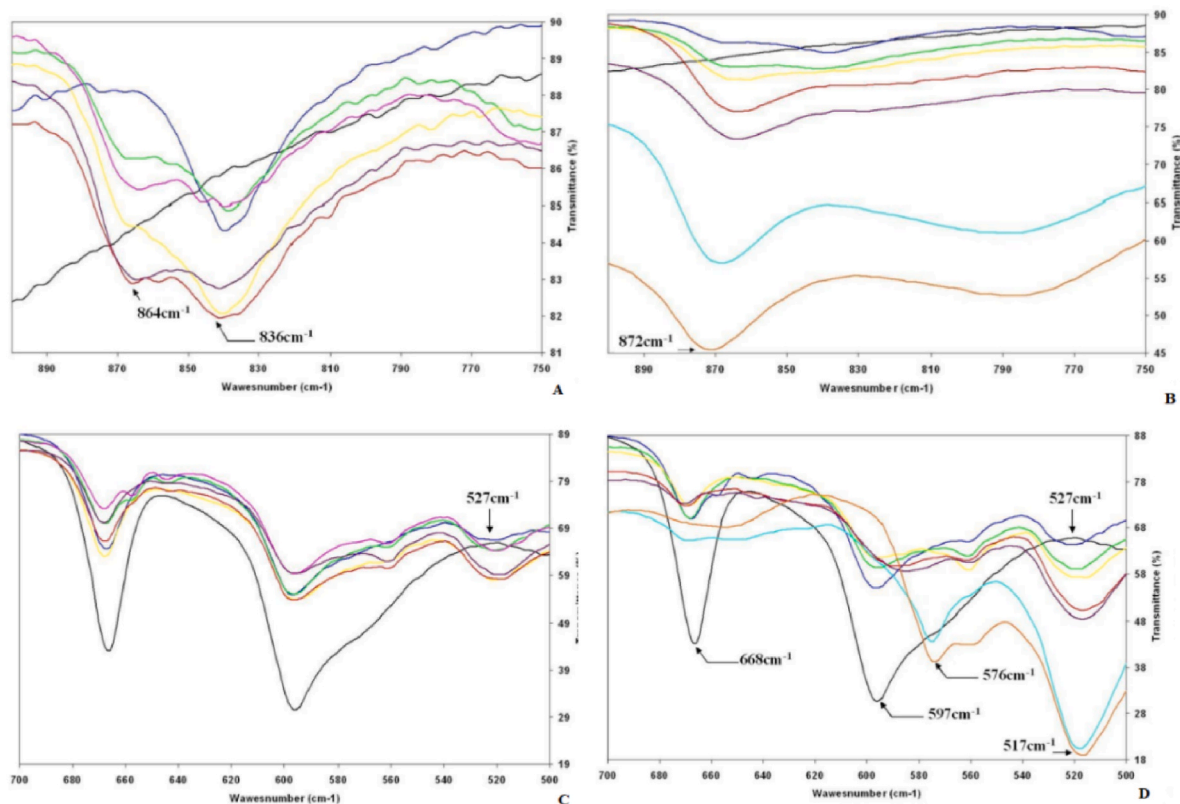 90
89
88
87
86
85
84
83
82
81
Transmittance (%)
864cm-1
836cm-1
890 870 850 830 810 790 770 750
Wawesnumber (cm-1)
A
90
85
80
75
70
65
60
55
50
45
Transmittance (%)
872cm-1
890 870 850 830 810 790 770 750
Wawesnumber (cm-1)
B
89
79
69
59
49
39
29
19
527cm-1
700 660 640 620 600 580 560 540 520 500
Wawesnumber (cm-1)
C
88
78
68
58
48
38
28
18
Transmittance (%)
527cm-1
668cm-1
576cm-1
597cm-1
517cm-1
700 660 640 620 600 580 560 540 520 500
Wawesnumber (cm-1)
D